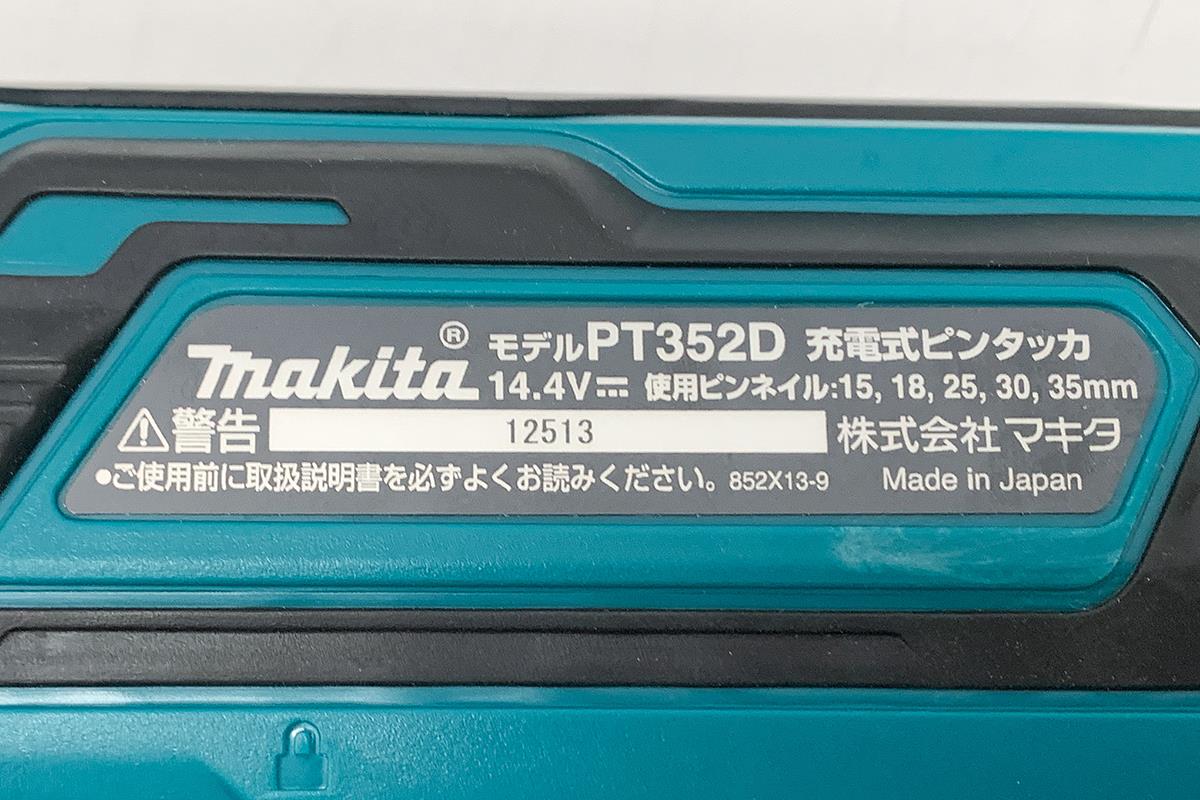 makita® モデルPT352D 充電式ピンタッカ
14.4V⎓ 使用ピンネイル:15, 18, 25, 30, 35mm
⚠警告 12513 株式会社 マキタ
●ご使用前に取扱説明書を必ずよくお読みください。 852X13-9 Made in Japan